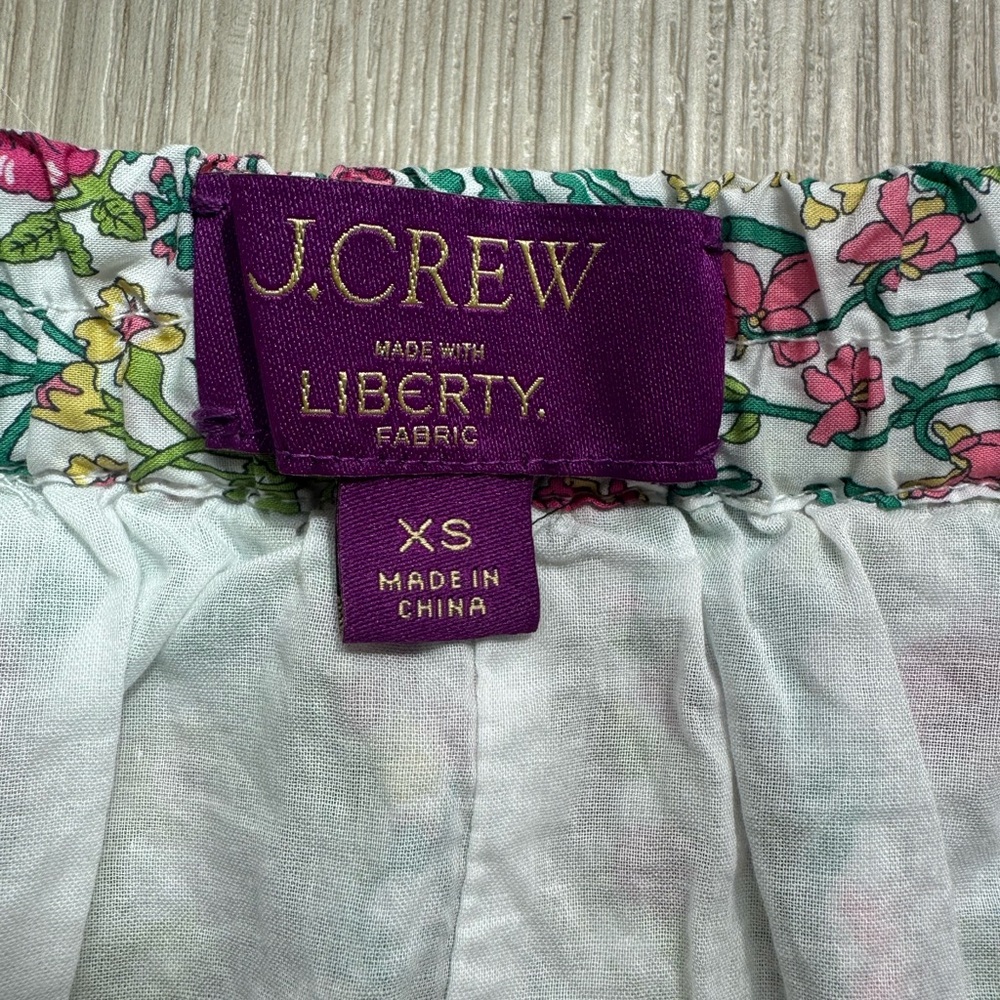 J.CREW
MADE WITH
LIBERTY.
FABRIC
XS
MADE IN
CHINA